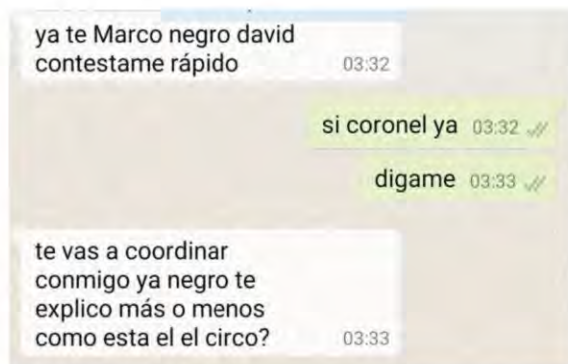 ya te Marco negro david
contestame rápido 03:32
si coronel ya 03:32
digame 03:33
te vas a coordinar
conmigo ya negro te
explico más o menos
como esta el el circo? 03:33